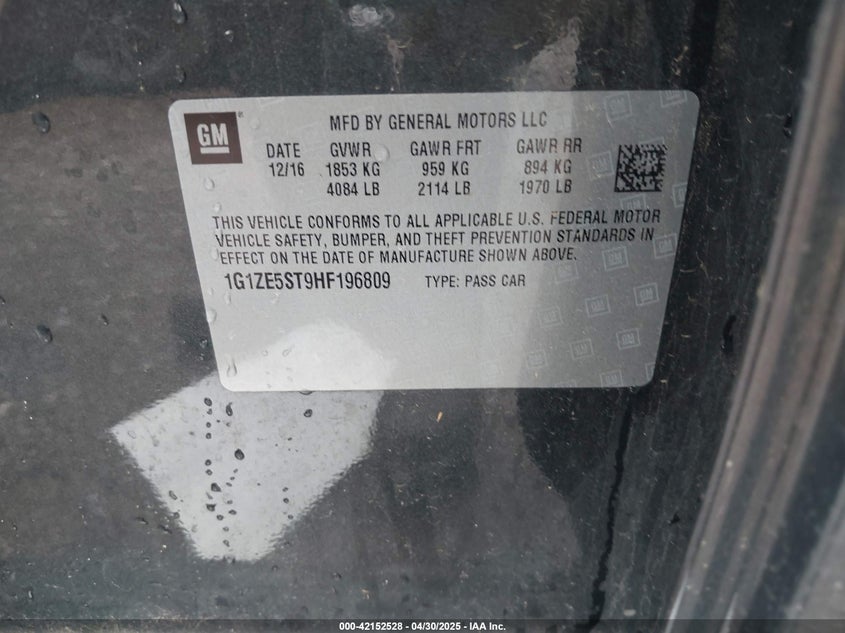 GM
MFD BY GENERAL MOTORS LLC
DATE GVWR GAWR FRT GAWR RR
12/16 1853 KG 959 KG 894 KG
4084 LB 2114 LB 1970 LB
THIS VEHICLE CONFORMS TO ALL APPLICABLE U.S. FEDERAL MOTOR
VEHICLE SAFETY, BUMPER, AND THEFT PREVENTION STANDARDS IN
EFFECT ON THE DATE OF MANUFACTURE SHOWN ABOVE.
1G1ZE5ST9HF196809 TYPE: PASS CAR
000-42152528 - 04/30/2025 - IAA Inc.